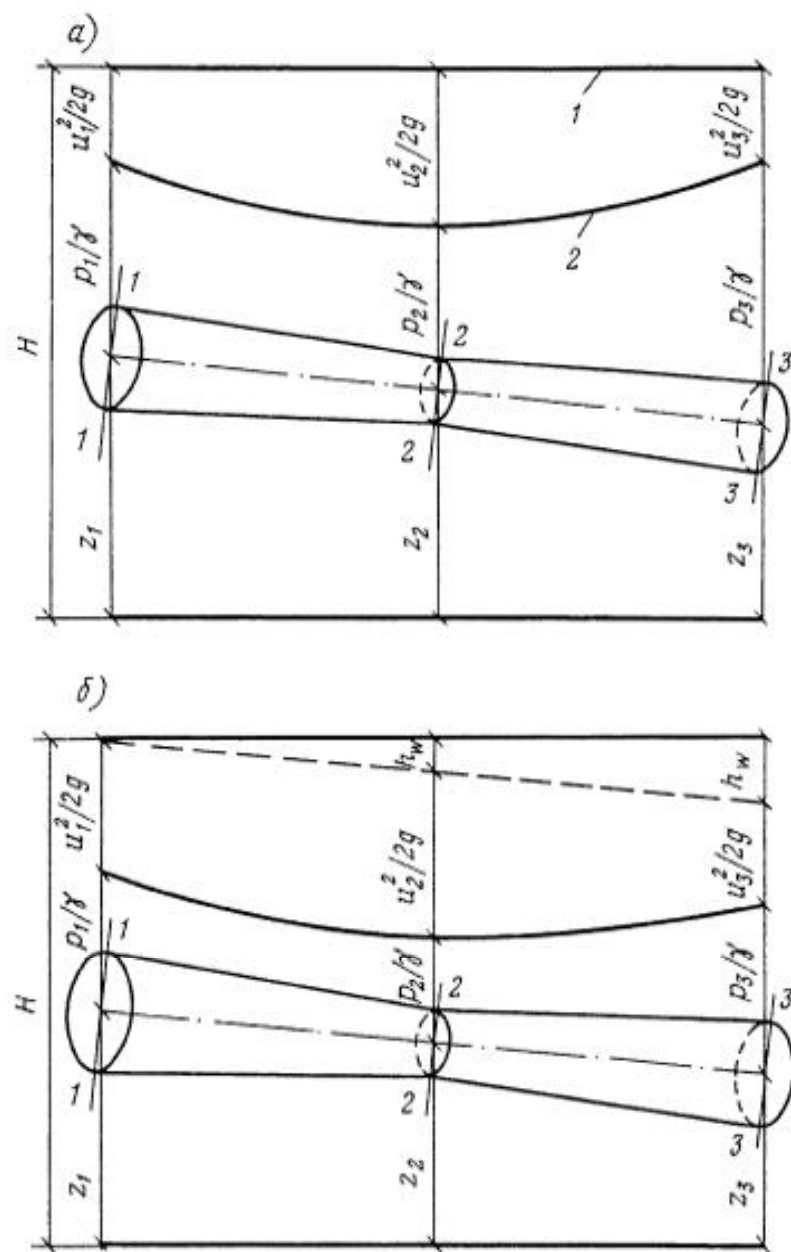 а)
H
u₁²/2g
u₂²/2g
u₃²/2g
1
2
p₁/γ
p₂/γ
p₃/γ
1
2
3
1
2
3
z₁
z₂
z₃
б)
H
h_w
h_w
u₁²/2g
u₂²/2g
u₃²/2g
p₁/γ
p₂/γ
p₃/γ
1
2
3
1
2
3
z₁
z₂
z₃